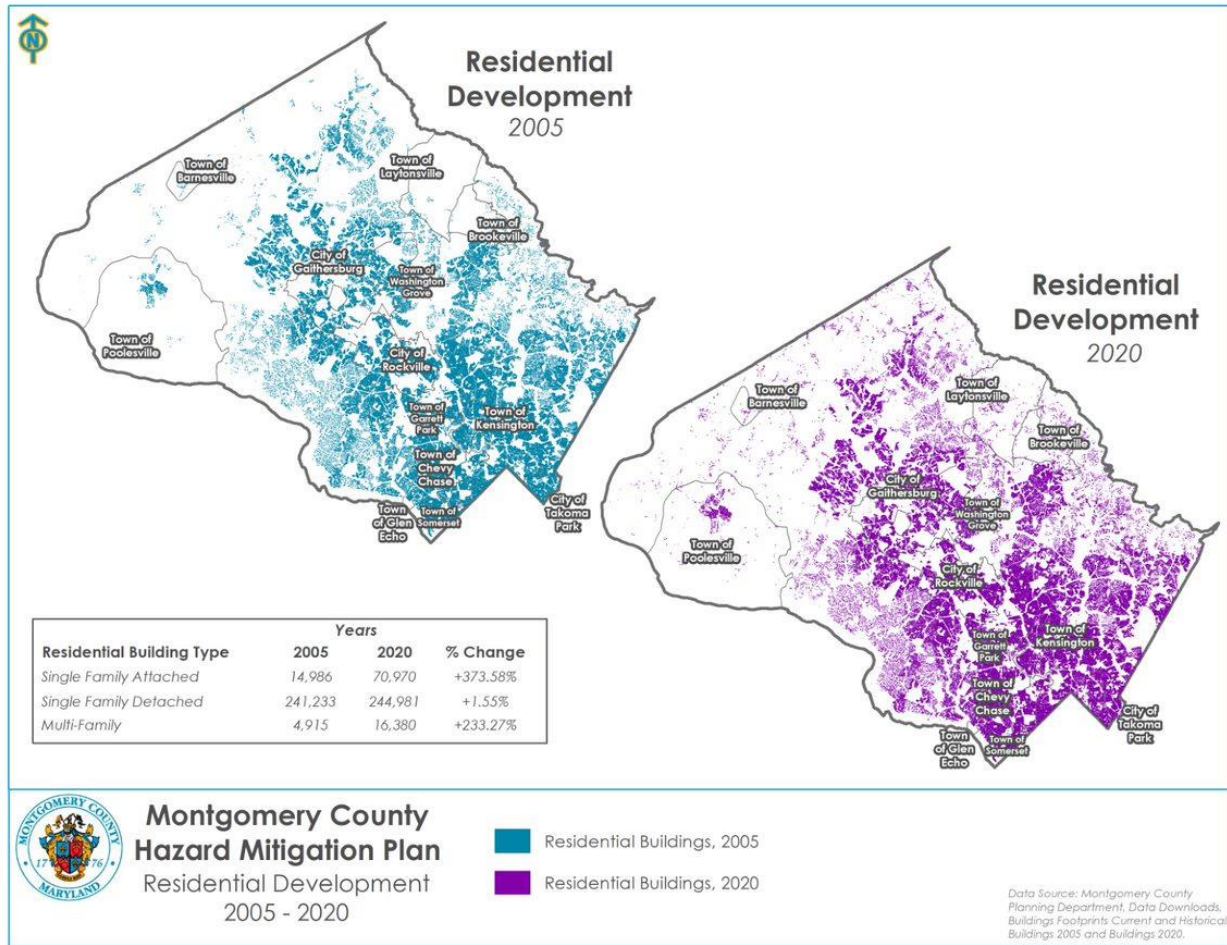 N
Residential
Development
2005
Town of
Barnesville
Town of
Laytonsville
Town of
Brookeville
City of
Gaithersburg
Town of
Washington
Grove
Town of
Poolesville
City of
Rockville
Town of
Garrett
Park
Town of
Kensington
Town of
Chevy
Chase
Town
of Glen
Echo
Town of
Somerset
City of
Takoma
Park
Residential
Development
2020
Town of
Barnesville
Town of
Laytonsville
Town of
Brookeville
City of
Gaithersburg
Town of
Washington
Grove
Town of
Poolesville
City of
Rockville
Town of
Garrett
Park
Town of
Kensington
Town of
Chevy
Chase
Town
of Glen
Echo
Town of
Somerset
City of
Takoma
Park
Years
Residential Building Type 2005 2020 % Change
Single Family Attached 14,986 70,970 +373.58%
Single Family Detached 241,233 244,981 +1.55%
Multi-Family 4,915 16,380 +233.27%
MONTGOMERY COUNTY
17 76
MARYLAND
Montgomery County
Hazard Mitigation Plan
Residential Development
2005 - 2020
Residential Buildings, 2005
Residential Buildings, 2020
Data Source: Montgomery County
Planning Department, Data Downloads,
Buildings Footprints Current and Historical
Buildings 2005 and Buildings 2020.